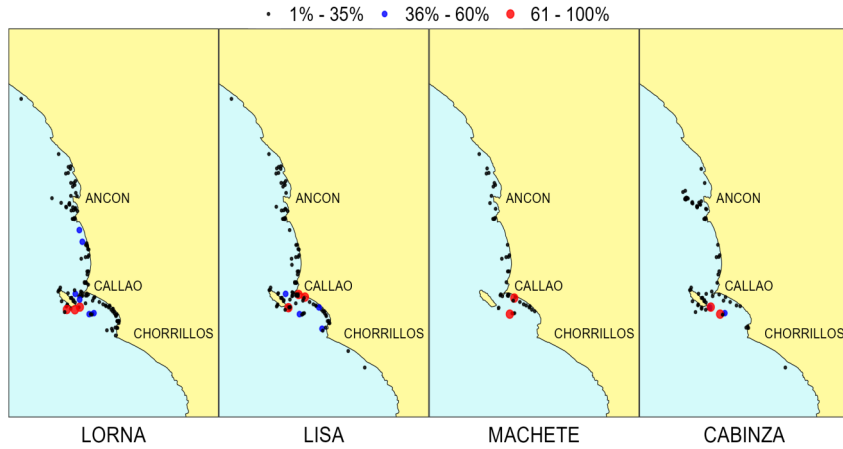 1% - 35% 36% - 60% 61 - 100%
ANCON ANCON ANCON ANCON
CALLAO CALLAO CALLAO CALLAO
CHORRILLOS CHORRILLOS CHORRILLOS CHORRILLOS
LORNA LISA MACHETE CABINZA